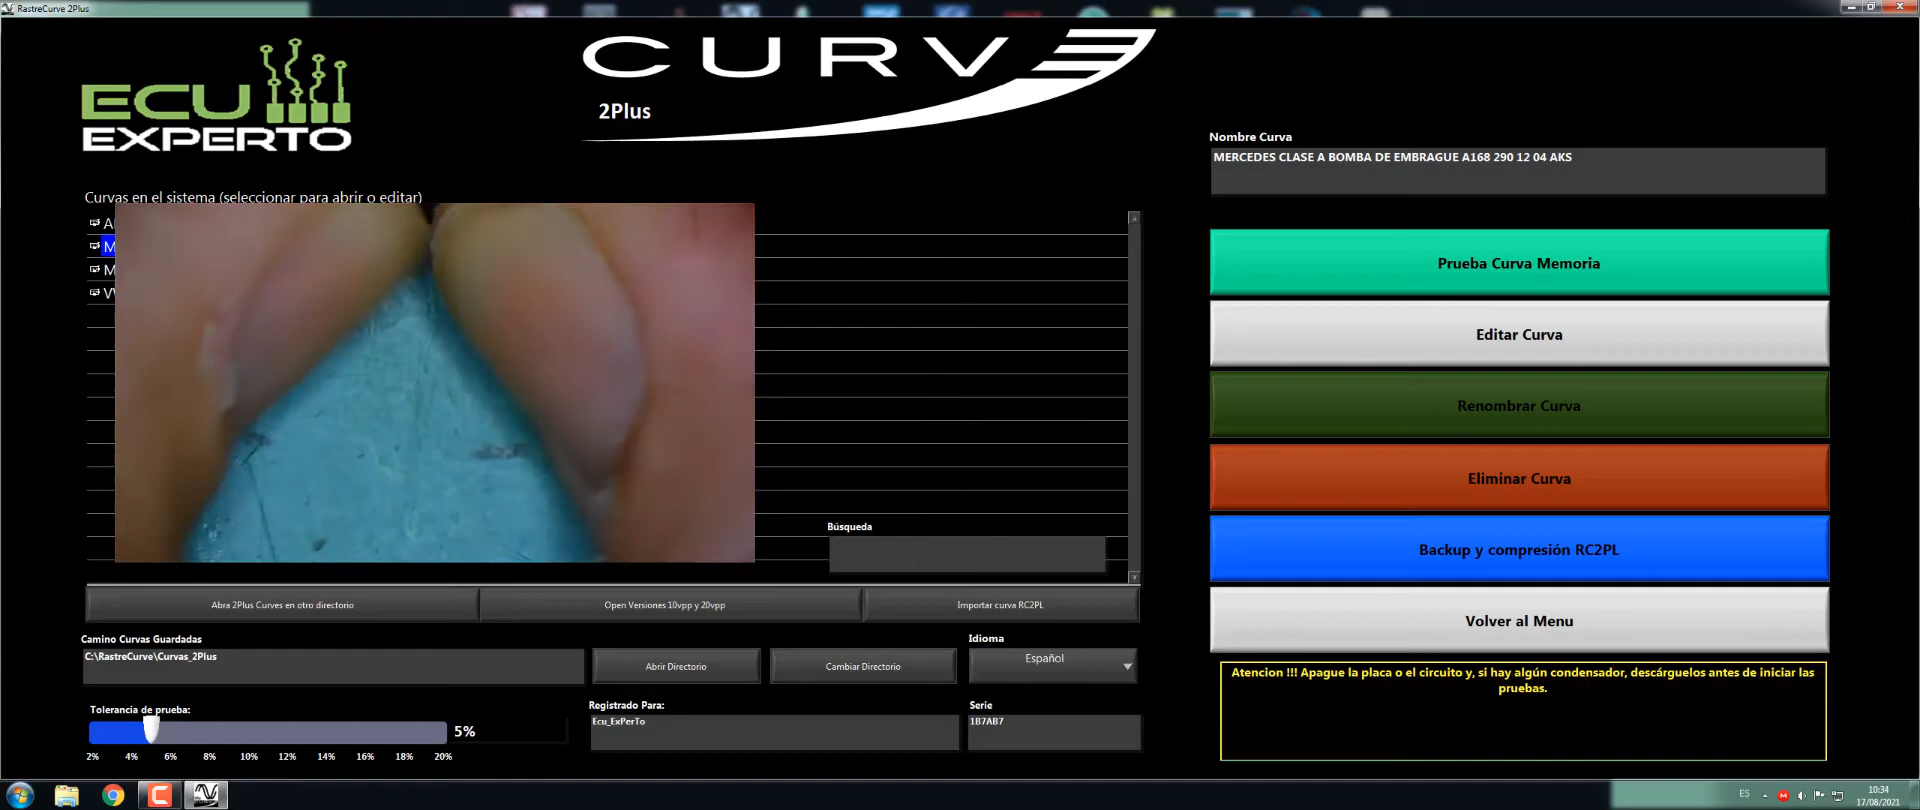 RastreCurve 2Plus
ECU
EXPERTO
CURVE
2Plus
Nombre Curva
MERCEDES CLASE A BOMBA DE EMBRAGUE A168 290 12 04 AKS
Curvas en el sistema (seleccionar para abrir o editar)
Prueba Curva Memoria
Editar Curva
Renombrar Curva
Eliminar Curva
Búsqueda
Backup y compresión RC2PL
Abra 2Plus Curves en otro directorio
Open Versiones 10vpp y 20vpp
Importar curva RC2PL
Volver al Menu
Camino Curvas Guardadas
C:\RastreCurve\Curvas_2Plus
Abrir Directorio
Cambiar Directorio
Idioma
Español
Atencion !!! Apague la placa o el circuito y, si hay algún condensador, descárguelos antes de iniciar las
pruebas.
Tolerancia de prueba:
5%
2% 4% 6% 8% 10% 12% 14% 16% 18% 20%
Registrado Para:
Ecu_ExPerTo
Serie
1B7AB7
ES
10:34
17/08/2021